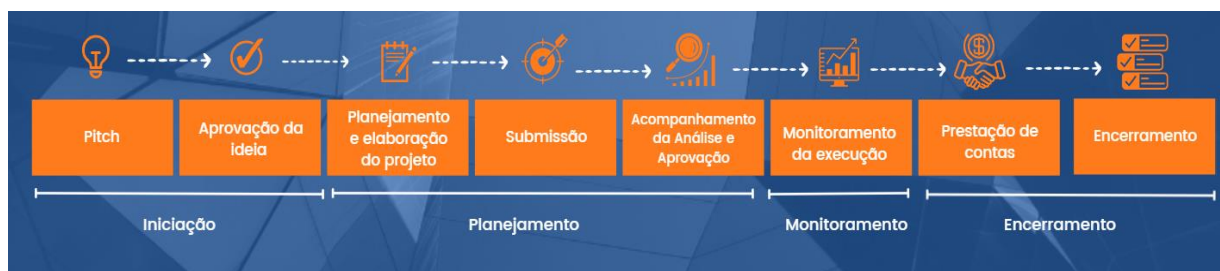 Pitch
Aprovação da
ideia
Planejamento
e elaboração
do projeto
Submissão
Acompanhamento
da Análise e
Aprovação
Monitoramento
da execução
Prestação de
contas
Encerramento
Iniciação
Planejamento
Monitoramento
Encerramento